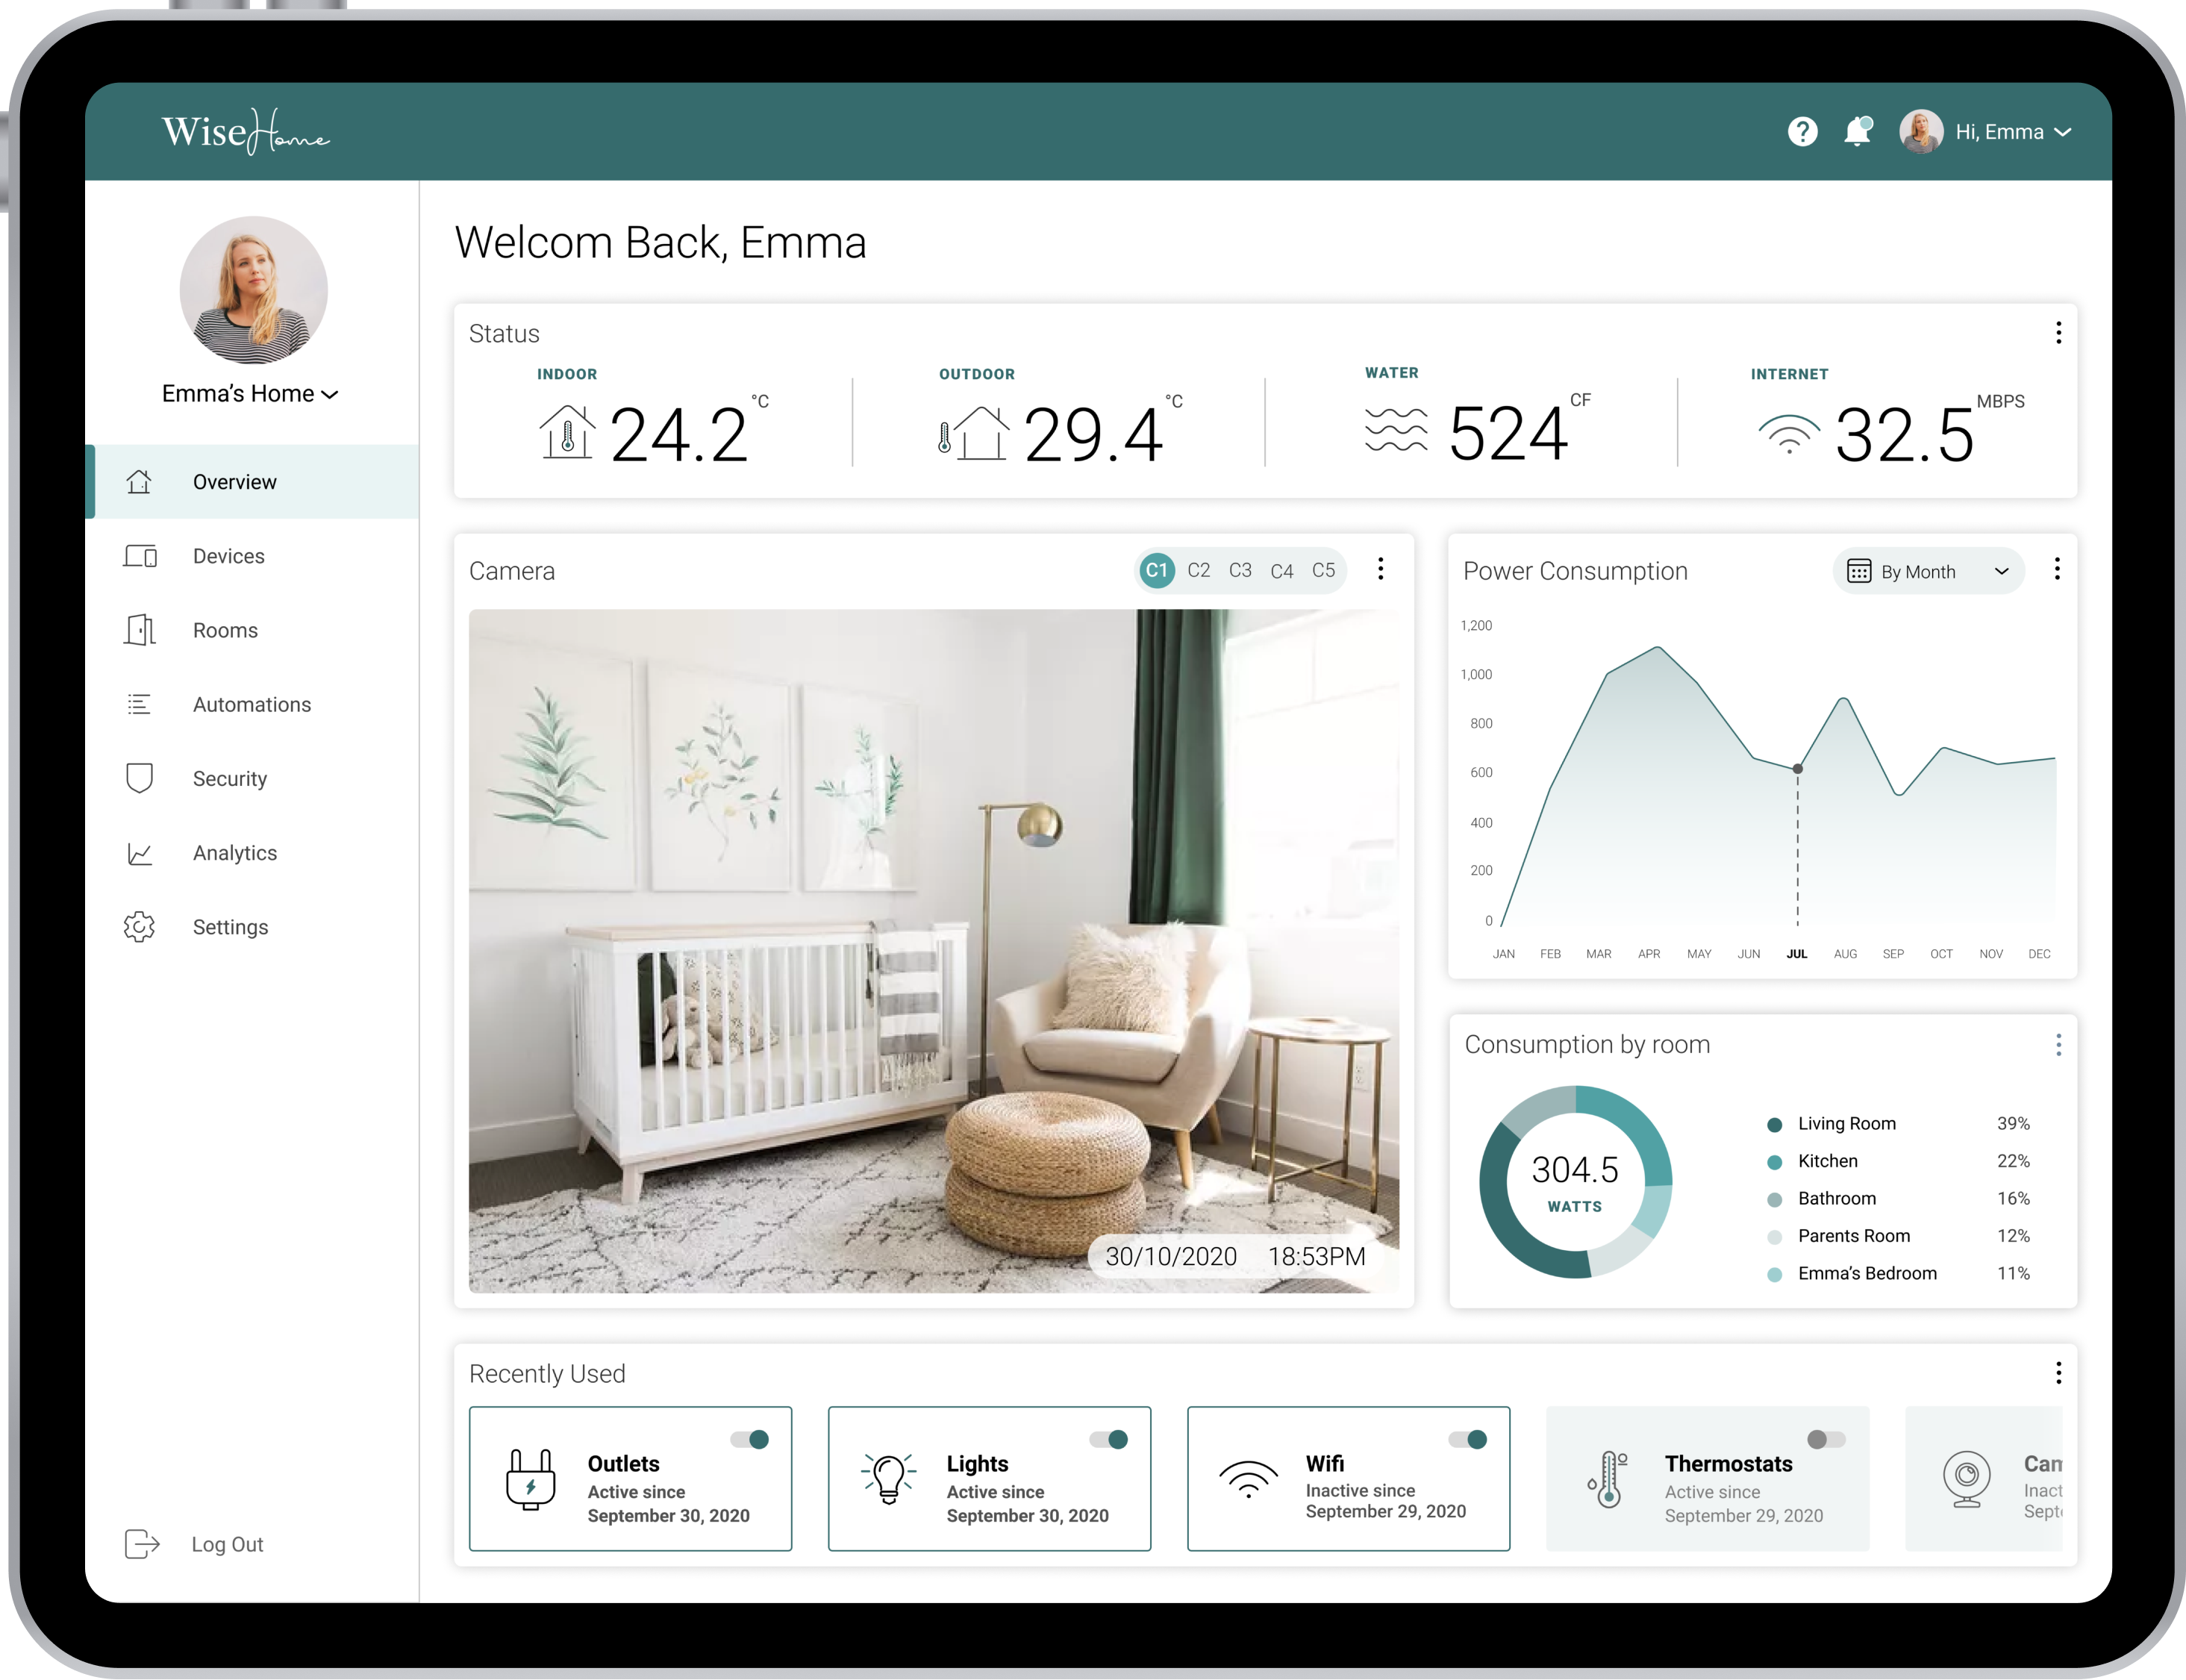 WiseHome
Hi, Emma
Emma's Home
Overview
Devices
Rooms
Automations
Security
Analytics
Settings
Log Out
Welcom Back, Emma
Status
INDOOR
24.2 °C
OUTDOOR
29.4 °C
WATER
524 CF
INTERNET
32.5 MBPS
Camera
C1 C2 C3 C4 C5
30/10/2020 18:53PM
Power Consumption
By Month
1,200
1,000
800
600
400
200
0
JAN FEB MAR APR MAY JUN JUL AUG SEP OCT NOV DEC
Consumption by room
304.5
WATTS
Living Room 39%
Kitchen 22%
Bathroom 16%
Parents Room 12%
Emma's Bedroom 11%
Recently Used
Outlets
Active since
September 30, 2020
Lights
Active since
September 30, 2020
Wifi
Inactive since
September 29, 2020
Thermostats
Active since
September 29, 2020
Cam
Inact
Sept